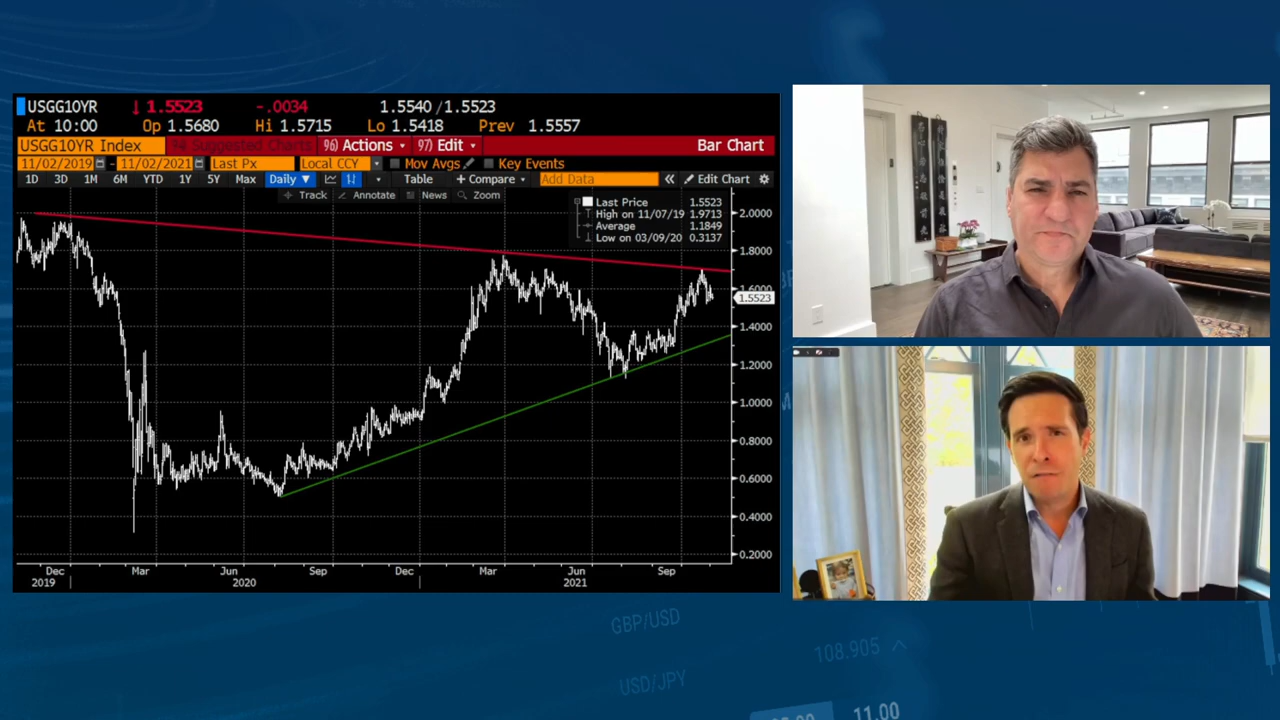 USGG10YR ↓ 1.5523 -.0034 1.5540 / 1.5523
At 10:00 Op 1.5680 Hi 1.5715 Lo 1.5418 Prev 1.5557
USGG10YR Index 94 Suggested Charts 96) Actions 97) Edit Bar Chart
11/02/2019 - 11/02/2021 Last Px Local CCY Mov Avgs Key Events
1D 3D 1M 6M YTD 1Y 5Y Max Daily ▼ Table + Compare Add Data « Edit Chart
Track Annotate News Zoom
Last Price 1.5523
High on 11/07/19 1.9713
Average 1.1849
Low on 03/09/20 0.3137
2.0000
1.8000
1.6000
1.5523
1.4000
1.2000
1.0000
0.8000
0.6000
0.4000
0.2000
Dec Mar Jun Sep Dec Mar Jun Sep
2019 2020 2021
GBP/USD
108.905
USD/JPY
11.00